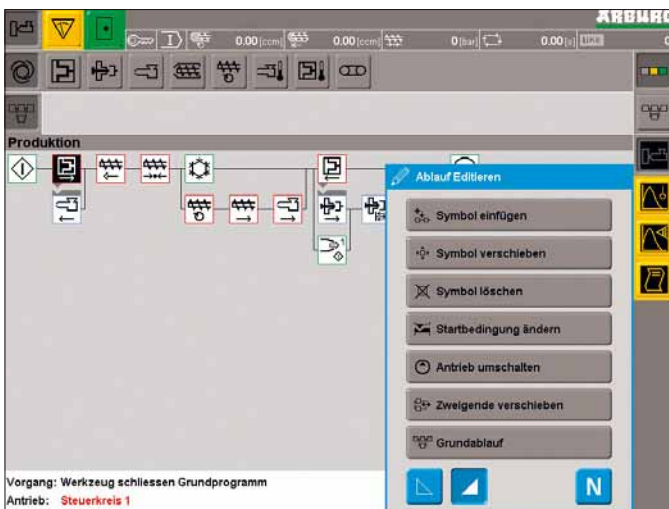 ARBURG
0.00 [ccm] 0.00 [ccm] 0 [bar] 0.00 [s]
Produktion
Ablauf Editieren
Symbol einfügen
Symbol verschieben
Symbol löschen
Startbedingung ändern
Antrieb umschalten
Zweigende verschieben
Grundablauf
N
Vorgang: Werkzeug schliessen Grundprogramm
Antrieb: Steuerkreis 1